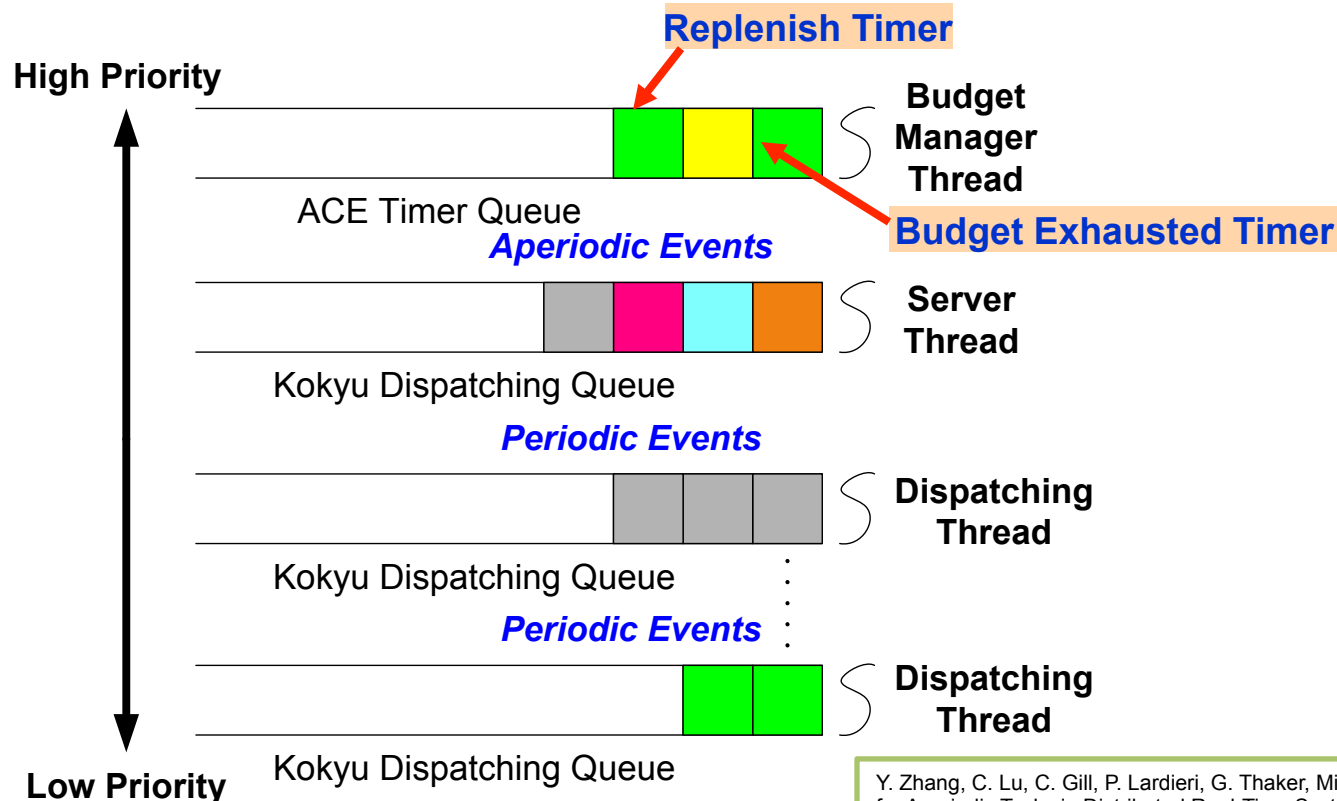 Replenish Timer
High Priority
Budget
Manager
Thread
ACE Timer Queue
Budget Exhausted Timer
Aperiodic Events
Server
Thread
Kokyu Dispatching Queue
Periodic Events
Dispatching
Thread
Kokyu Dispatching Queue
Periodic Events
Dispatching
Thread
Kokyu Dispatching Queue
Low Priority
Y. Zhang, C. Lu, C. Gill, P. Lardieri, G. Thaker,